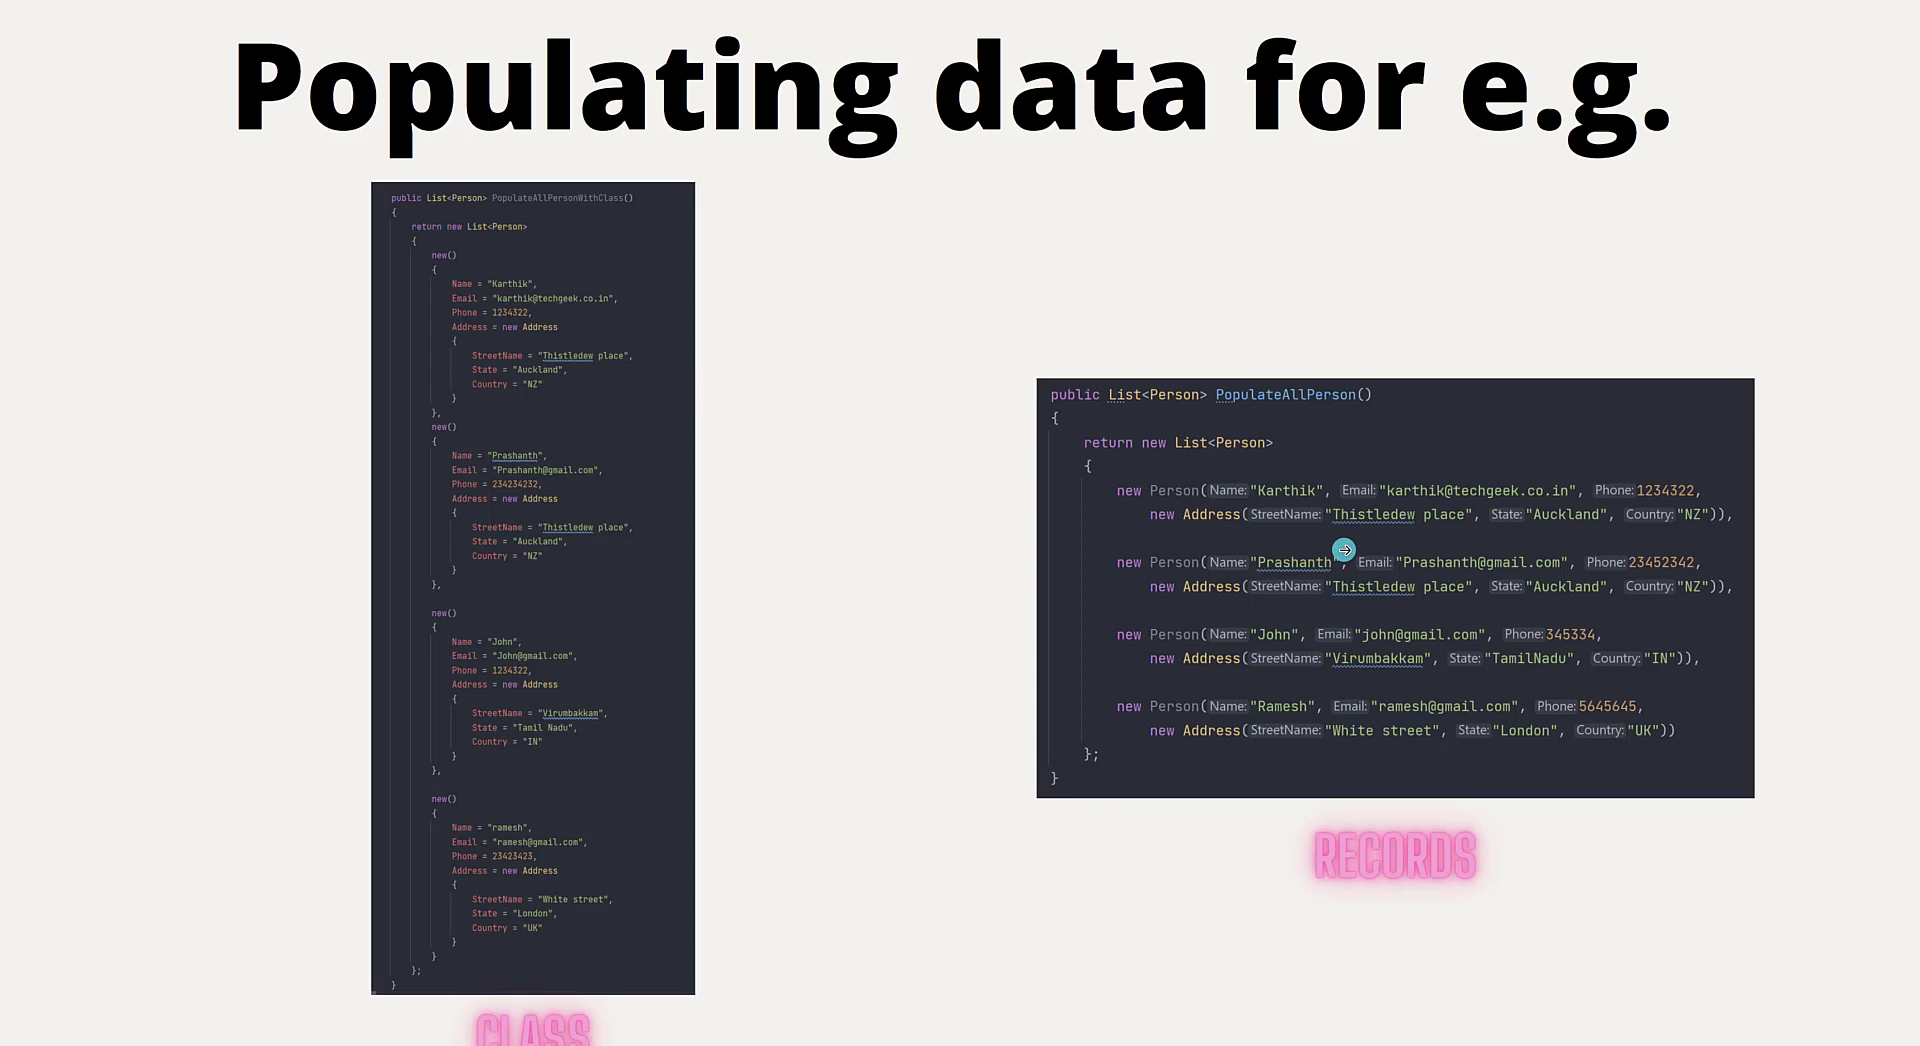 Populating data for e.g.
public List<Person> PopulateAllPersonWithClass()
{
return new List<Person>
{
new()
{
Name = "Karthik",
Email = "karthik@techgeek.co.in",
Phone = 1234322,
Address = new Address
{
StreetName = "Thistledew place",
State = "Auckland",
Country = "NZ"
}
},
new()
{
Name = "Prashanth",
Email = "Prashanth@gmail.com",
Phone = 234234232,
Address = new Address
{
StreetName = "Thistledew place",
State = "Auckland",
Country = "NZ"
}
},
new()
{
Name = "John",
Email = "John@gmail.com",
Phone = 1234322,
Address = new Address
{
StreetName = "Virumbakkam",
State = "Tamil Nadu",
Country = "IN"
}
},
new()
{
Name = "ramesh",
Email = "ramesh@gmail.com",
Phone = 23423423,
Address = new Address
{
StreetName = "White street",
State = "London",
Country = "UK"
}
}
};
}
CLASS
public List<Person> PopulateAllPerson()
{
return new List<Person>
{
new Person(Name:"Karthik", Email:"karthik@techgeek.co.in", Phone:1234322,
new Address(StreetName:"Thistledew place", State:"Auckland", Country:"NZ")),
new Person(Name:"Prashanth", Email:"Prashanth@gmail.com", Phone:23452342,
new Address(StreetName:"Thistledew place", State:"Auckland", Country:"NZ")),
new Person(Name:"John", Email:"john@gmail.com", Phone:345334,
new Address(StreetName:"Virumbakkam", State:"TamilNadu", Country:"IN")),
new Person(Name:"Ramesh", Email:"ramesh@gmail.com", Phone:5645645,
new Address(StreetName:"White street", State:"London", Country:"UK"))
};
}
RECORDS